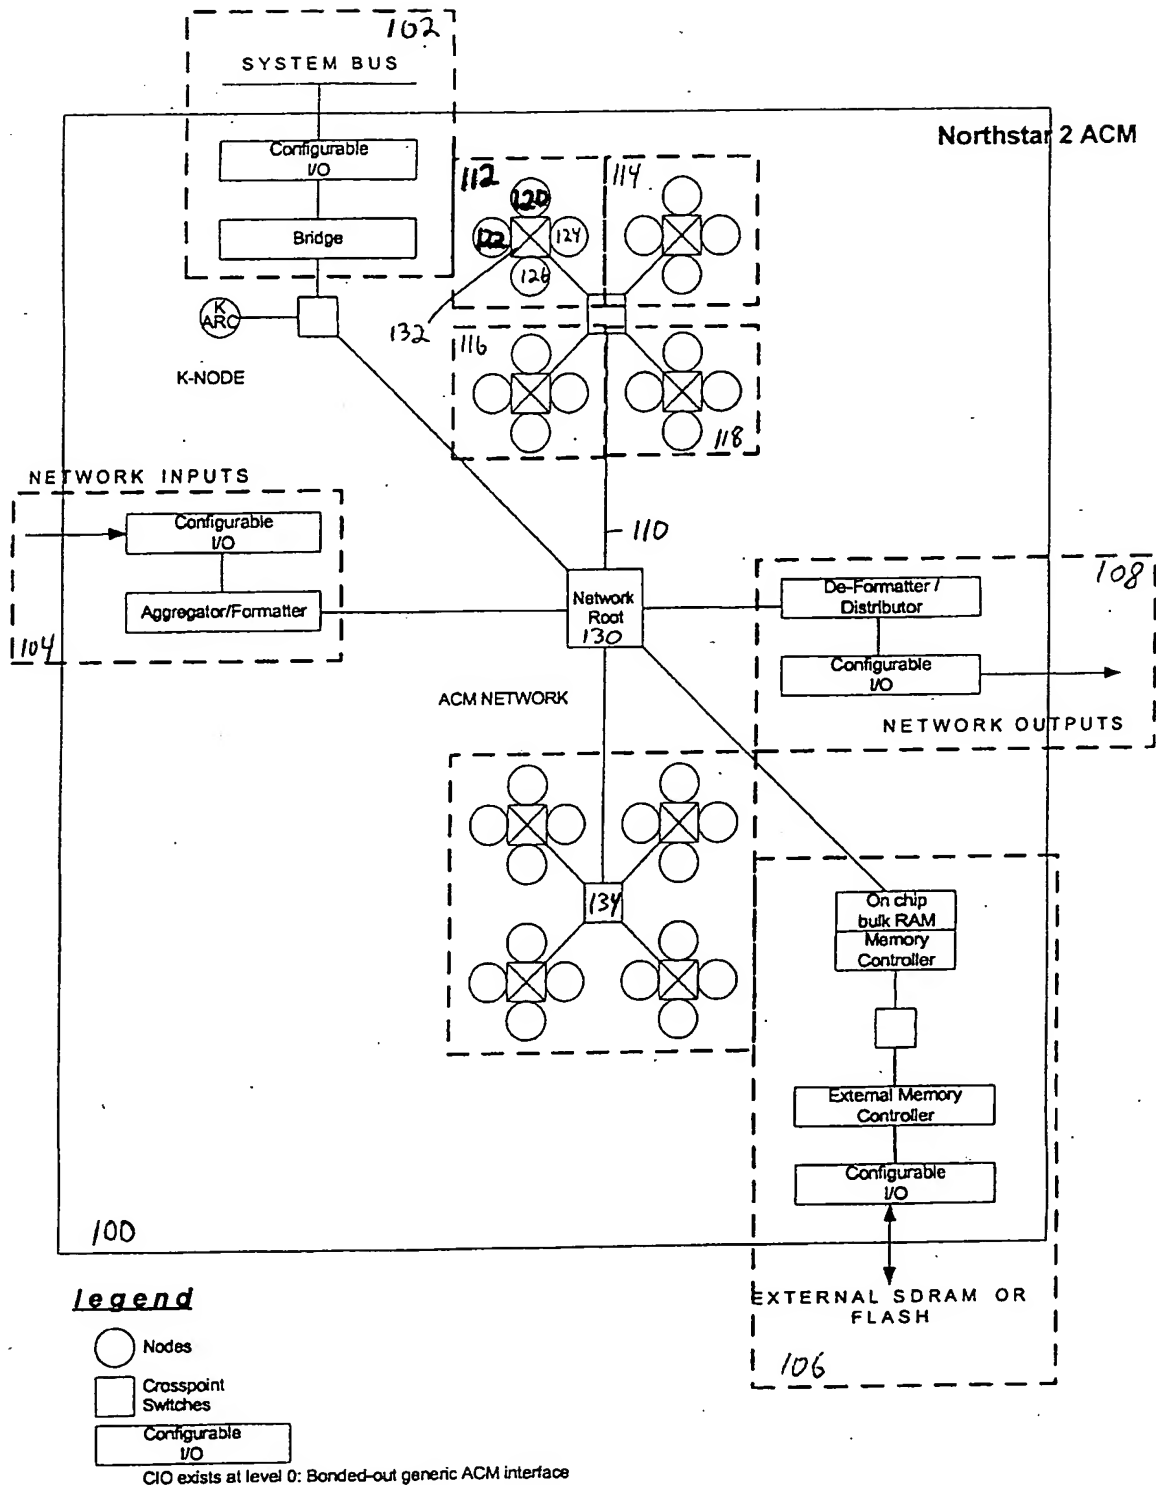 102
SYSTEM BUS
Northstar 2 ACM
Configurable
I/O
112
114
120
122
124
Bridge
126
K
ARC
132
116
K-NODE
118
NETWORK INPUTS
Configurable
I/O
110
108
De-Formatter /
Distributor
Network
Root
130
Aggregator/Formatter
104
Configurable
I/O
ACM NETWORK
NETWORK OUTPUTS
134
On chip
bulk RAM
Memory
Controller
External Memory
Controller
Configurable
I/O
100
EXTERNAL SDRAM OR
FLASH
106
legend
Nodes
Crosspoint
Switches
Configurable
I/O
CIO exists at level 0: Bonded-out generic ACM interface